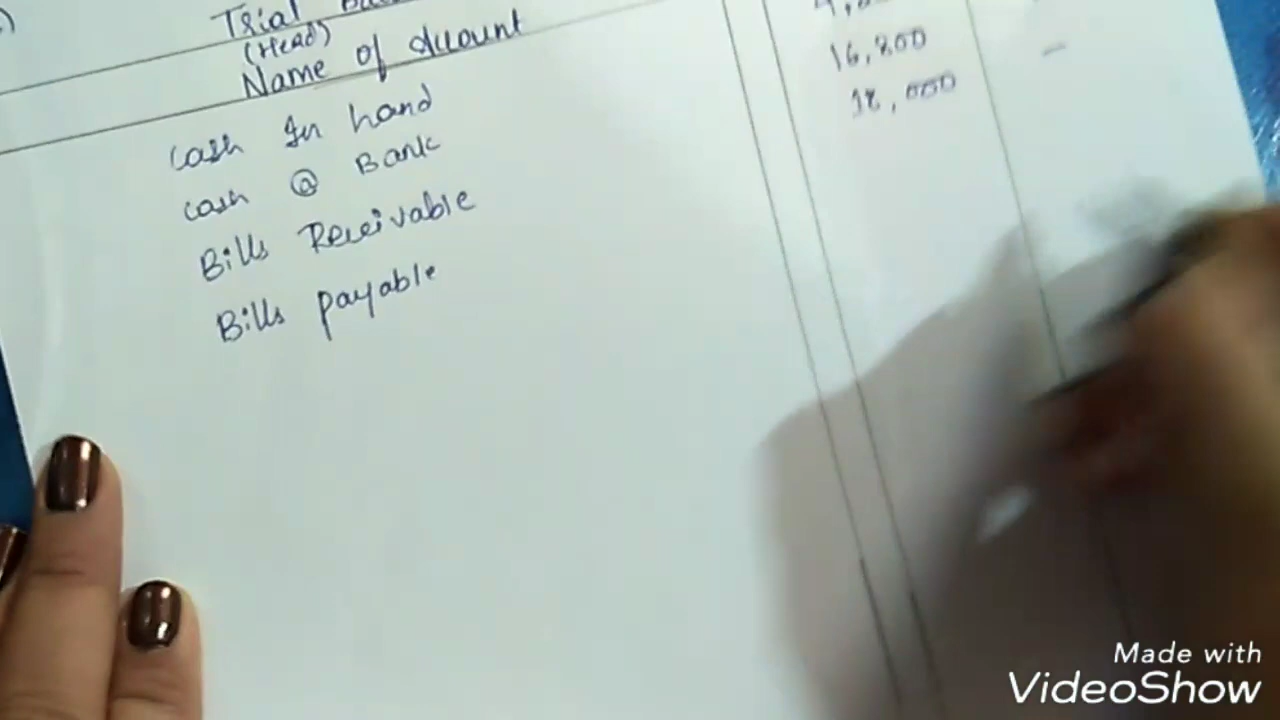 Trial
(Head)
Name of Account
Cash In hand
Cash @ Bank 16,800
Bills Receivable 18,000
Bills payable
Made with
VideoShow